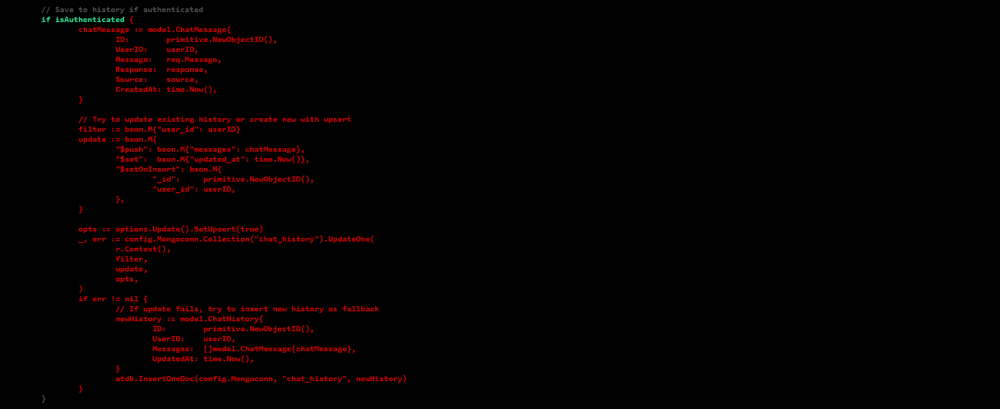 // Save to history if authenticated
if isAuthenticated {
chatMessage := model.ChatMessage{
ID:        primitive.NewObjectID(),
UserID:    userID,
Message:   req.Message,
Response:  response,
Source:    source,
CreatedAt: time.Now(),
}
// Try to update existing history or create new with upsert
filter := bson.M{"user_id": userID}
update := bson.M{
"$push": bson.M{"messages": chatMessage},
"$set":  bson.M{"updated_at": time.Now()},
"$setOnInsert": bson.M{
"_id":     primitive.NewObjectID(),
"user_id": userID,
},
}
opts := options.Update().SetUpsert(true)
_, err := config.Mongoconn.Collection("chat_history").UpdateOne(
r.Context(),
filter,
update,
opts,
)
if err != nil {
// If update fails, try to insert new history as fallback
newHistory := model.ChatHistory{
ID:        primitive.NewObjectID(),
UserID:    userID,
Messages:  []model.ChatMessage{chatMessage},
UpdatedAt: time.Now(),
}
atdb.InsertOneDoc(config.Mongoconn, "chat_history", newHistory)
}
}